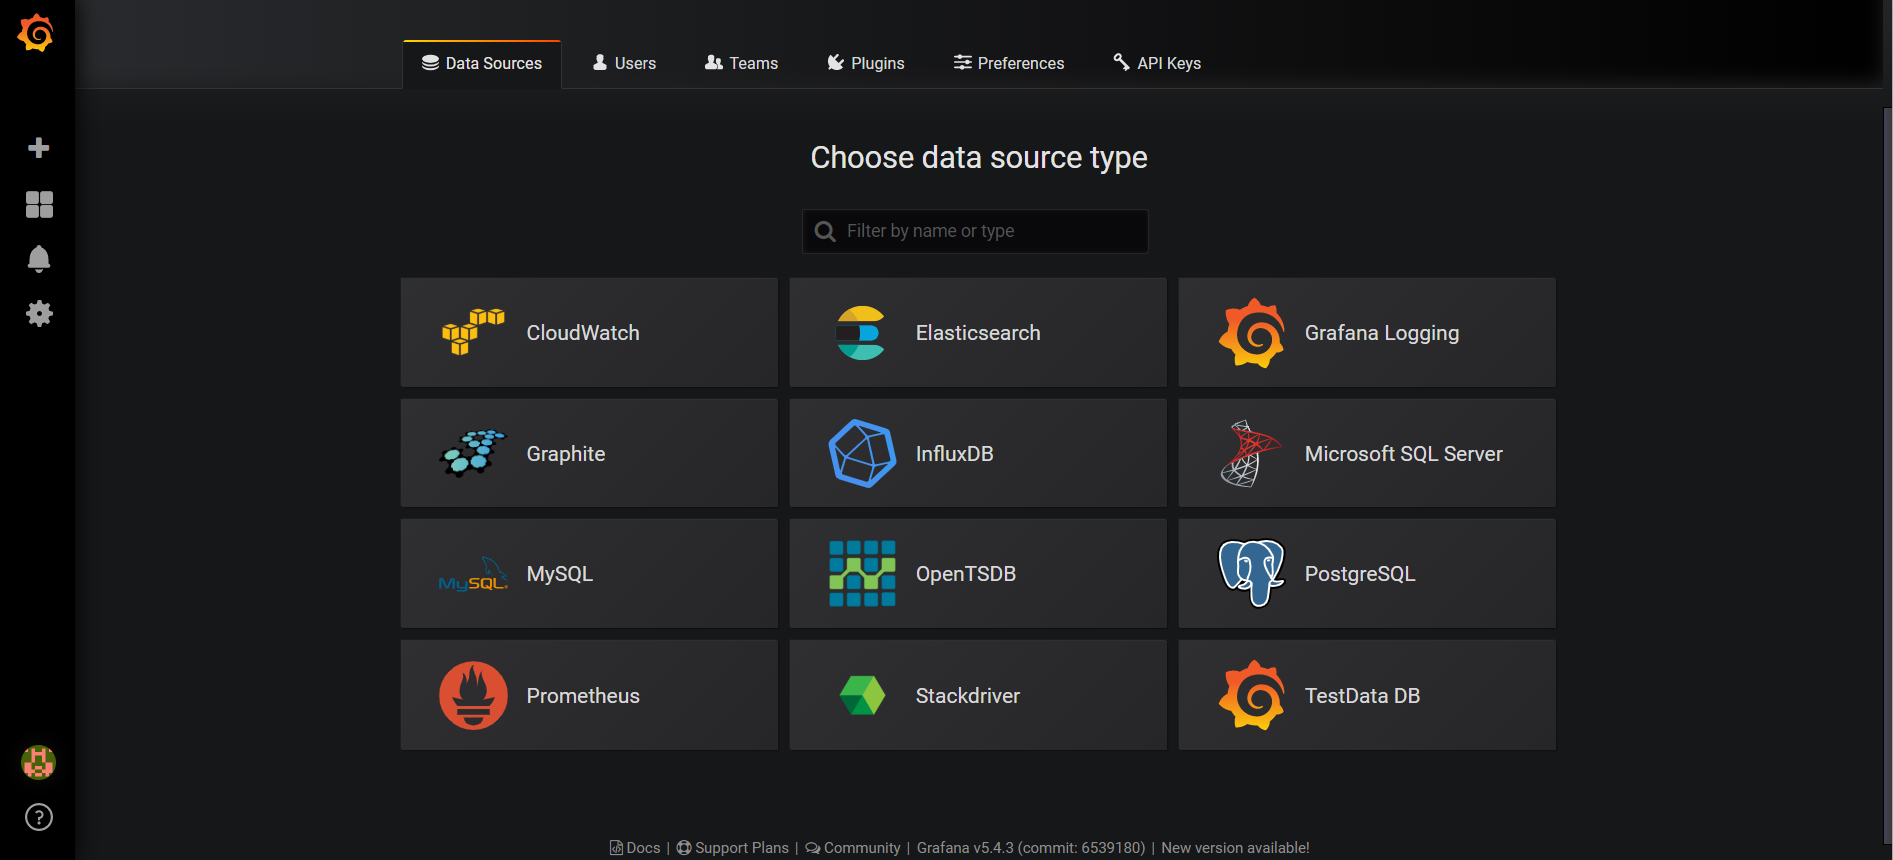 Data Sources Users Teams Plugins Preferences API Keys
Choose data source type
Filter by name or type
CloudWatch Elasticsearch Grafana Logging
Graphite InfluxDB Microsoft SQL Server
MySQL MySQL OpenTSDB PostgreSQL
Prometheus Stackdriver TestData DB
Docs | Support Plans | Community | Grafana v5.4.3 (commit: 6539180) | New version available!